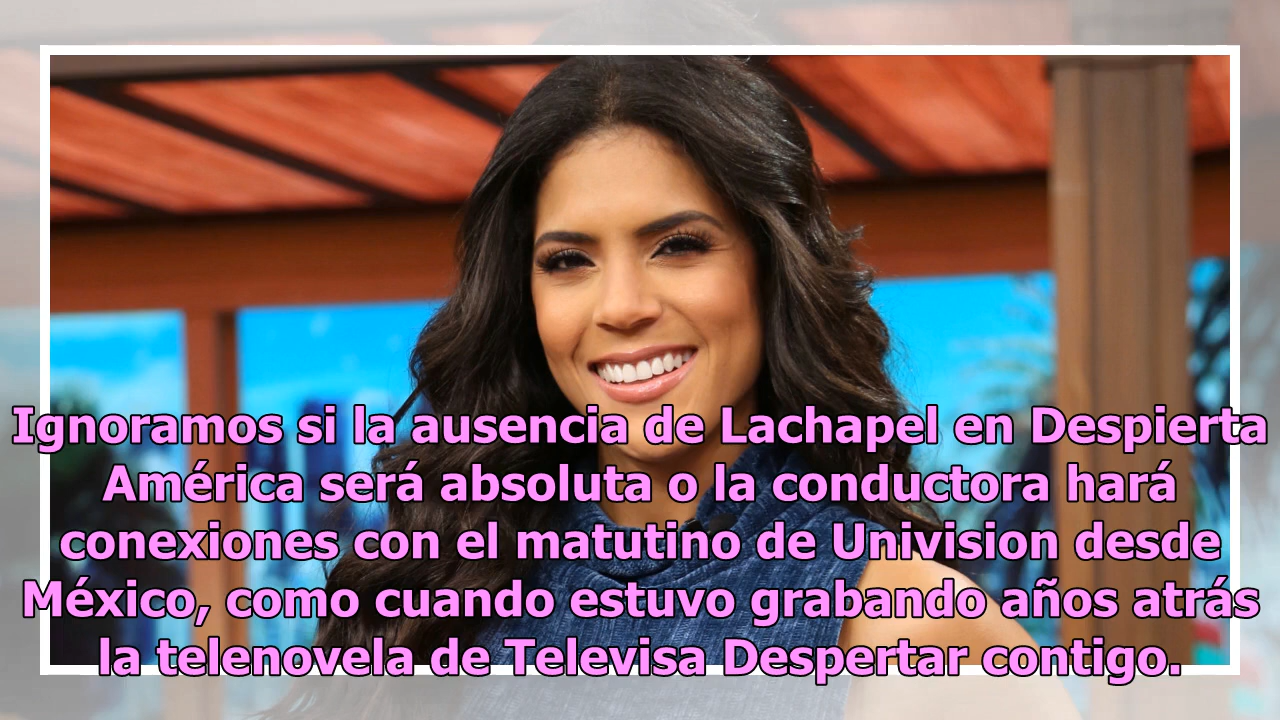 Ignoramos si la ausencia de Lachapel en Despierta
América será absoluta o la conductora hará
conexiones con el matutino de Univision desde
México, como cuando estuvo grabando años atrás
la telenovela de Televisa Despertar contigo.